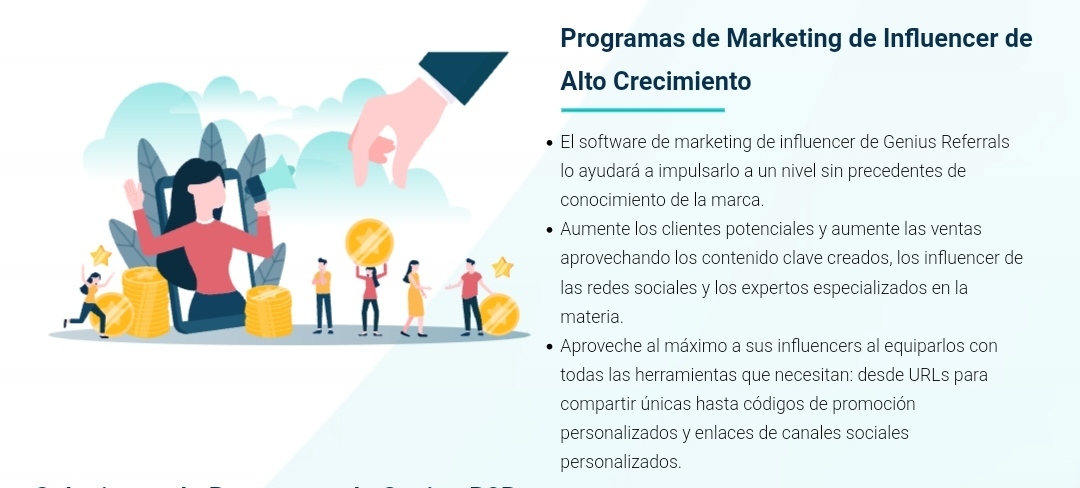 Programas de Marketing de Influencer de
Alto Crecimiento
• El software de marketing de influencer de Genius Referrals
lo ayudará a impulsarlo a un nivel sin precedentes de
conocimiento de la marca.
• Aumente los clientes potenciales y aumente las ventas
aprovechando los contenido clave creados, los influencer de
las redes sociales y los expertos especializados en la
materia.
• Aproveche al máximo a sus influencers al equiparlos con
todas las herramientas que necesitan: desde URLs para
compartir únicas hasta códigos de promoción
personalizados y enlaces de canales sociales
personalizados.